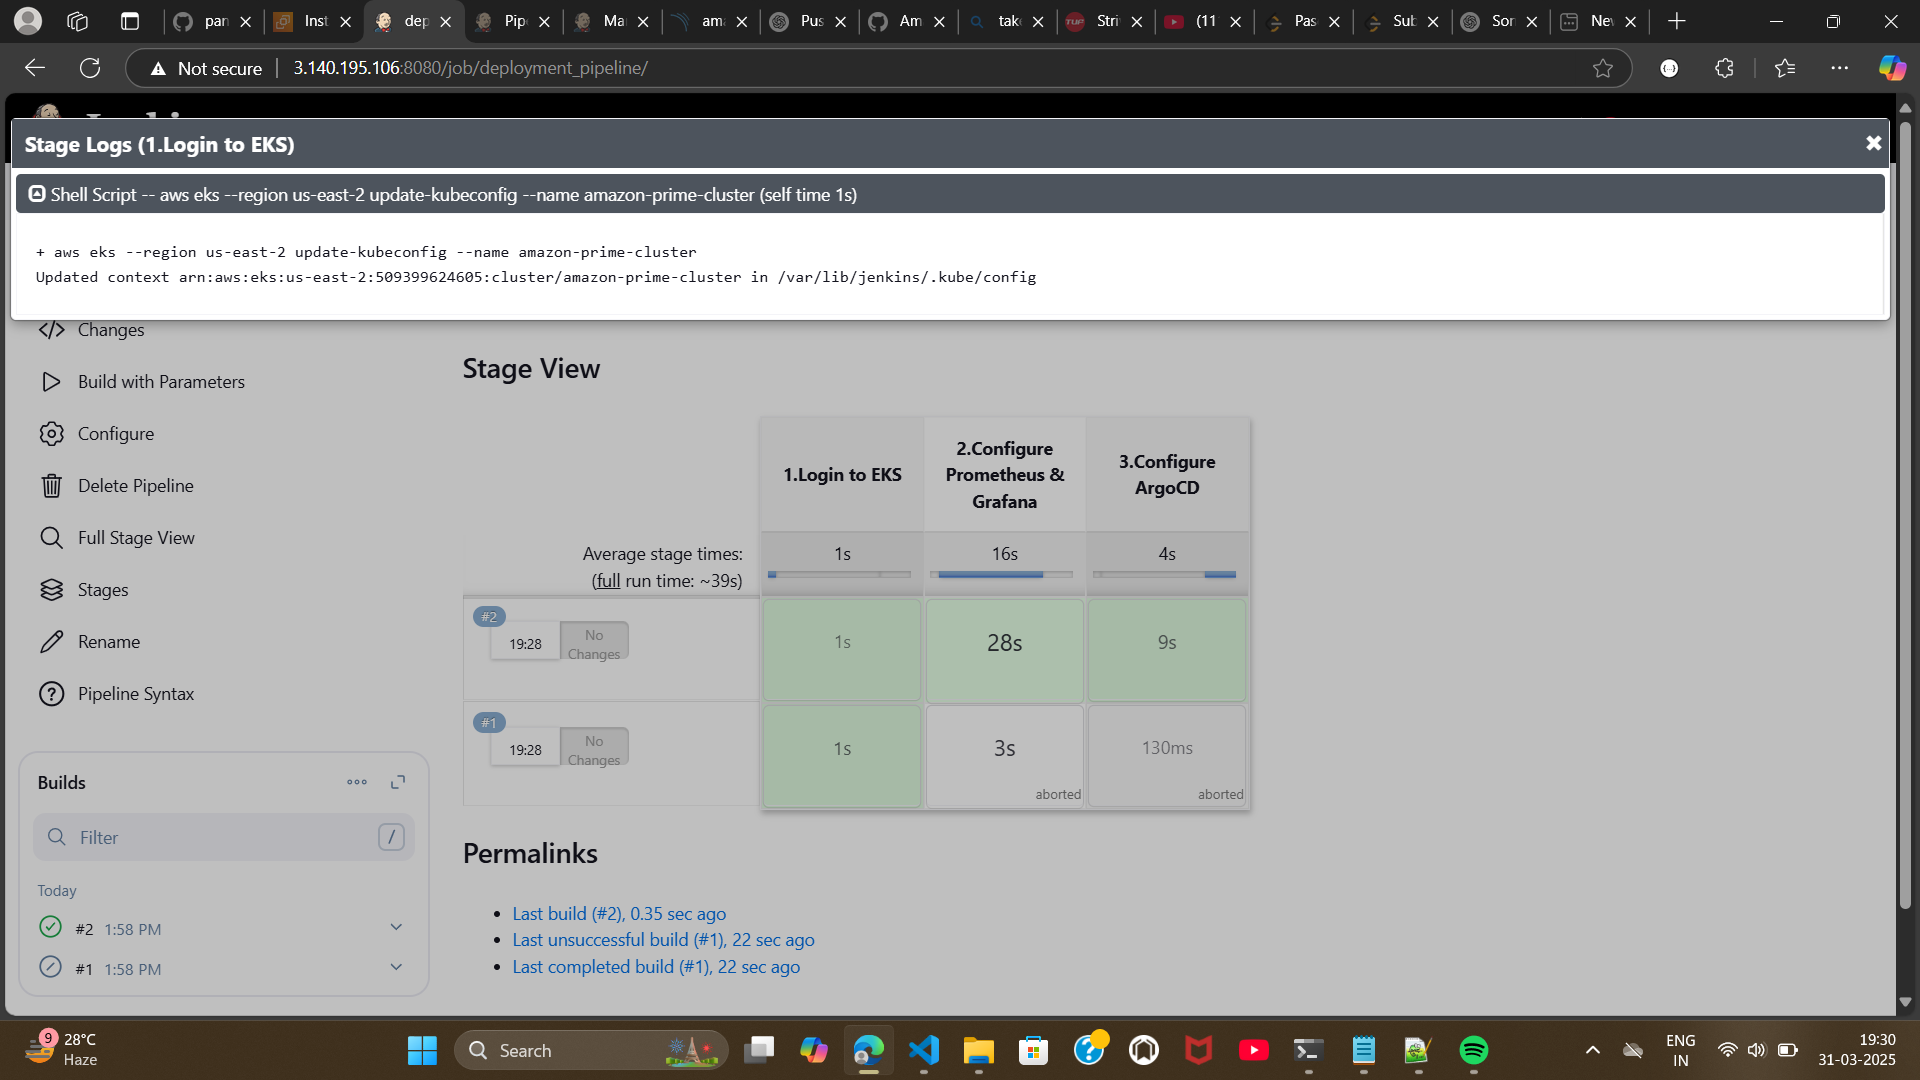 pan
Inst
dep
Pip
Ma
ama
Pus
Am
take
Striv
(11
Pas
Sub
Sor
Nev
Not secure
3.140.195.106:8080/job/deployment_pipeline/
Stage Logs (1.Login to EKS)
Shell Script -- aws eks --region us-east-2 update-kubeconfig --name amazon-prime-cluster (self time 1s)
+ aws eks --region us-east-2 update-kubeconfig --name amazon-prime-cluster
Updated context arn:aws:eks:us-east-2:509399624605:cluster/amazon-prime-cluster in /var/lib/jenkins/.kube/config
Changes
Build with Parameters
Configure
Delete Pipeline
Full Stage View
Stages
Rename
Pipeline Syntax
Builds
Filter
/
Today
#2 1:58 PM
#1 1:58 PM
Stage View
1.Login to EKS
2.Configure
Prometheus &
Grafana
3.Configure
ArgoCD
Average stage times:
(full run time: ~39s)
1s
16s
4s
#2
19:28
No
Changes
1s
28s
9s
#1
19:28
No
Changes
1s
3s
aborted
130ms
aborted
Permalinks
Last build (#2), 0.35 sec ago
Last unsuccessful build (#1), 22 sec ago
Last completed build (#1), 22 sec ago
9
28°C
Haze
Search
ENG
IN
19:30
31-03-2025